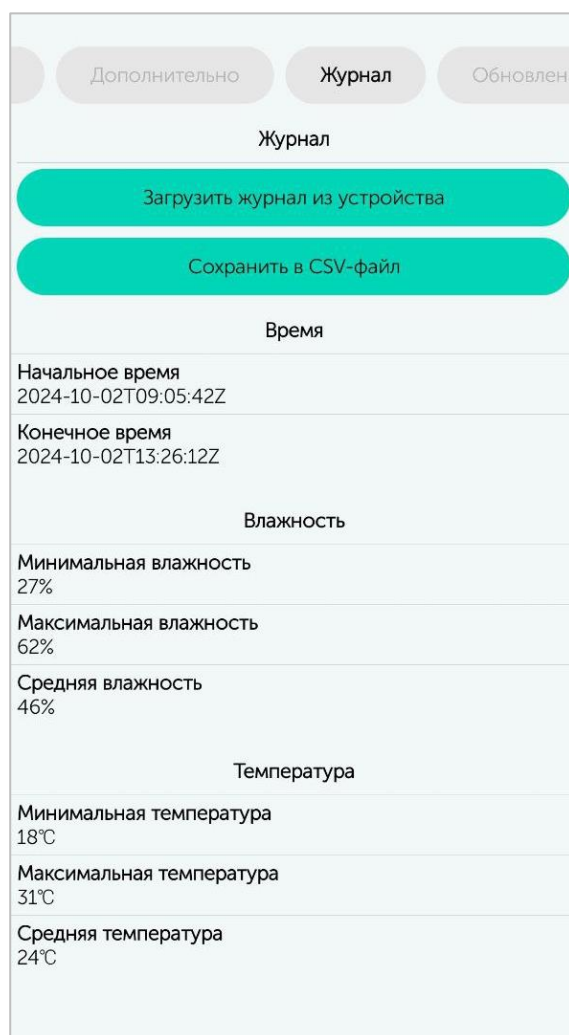 Дополнительно Журнал Обновлен
Журнал
Загрузить журнал из устройства
Сохранить в CSV-файл
Время
Начальное время
2024-10-02T09:05:42Z
Конечное время
2024-10-02T13:26:12Z
Влажность
Минимальная влажность
27%
Максимальная влажность
62%
Средняя влажность
46%
Температура
Минимальная температура
18℃
Максимальная температура
31℃
Средняя температура
24℃